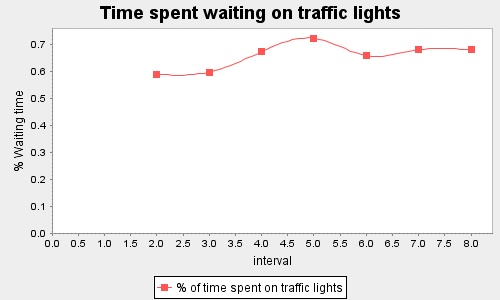 Time spent waiting on traffic lights
% Waiting time
0.7
0.6
0.5
0.4
0.3
0.2
0.1
0.0
0.0 0.5 1.0 1.5 2.0 2.5 3.0 3.5 4.0 4.5 5.0 5.5 6.0 6.5 7.0 7.5 8.0
interval
% of time spent on traffic lights